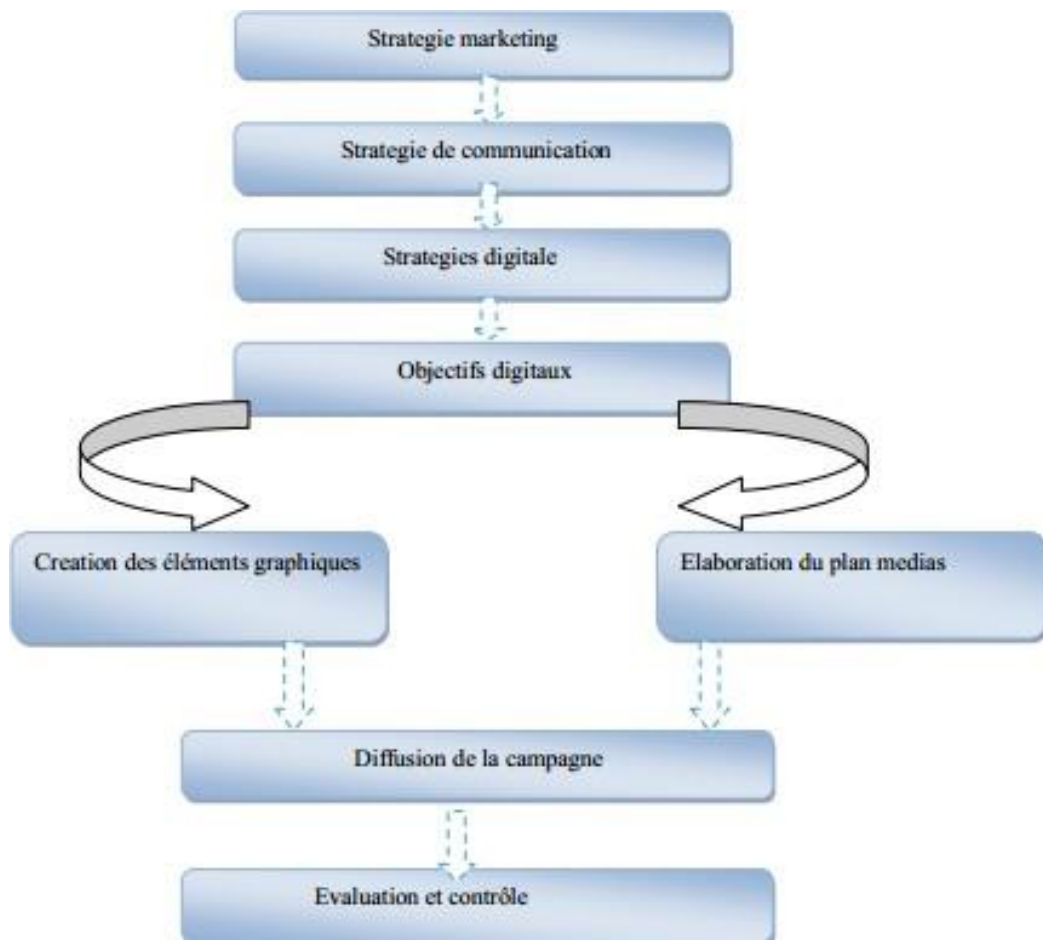 Strategie marketing
Strategie de communication
Strategies digitale
Objectifs digitaux
Creation des éléments graphiques
Elaboration du plan medias
Diffusion de la campagne
Evaluation et contrôle